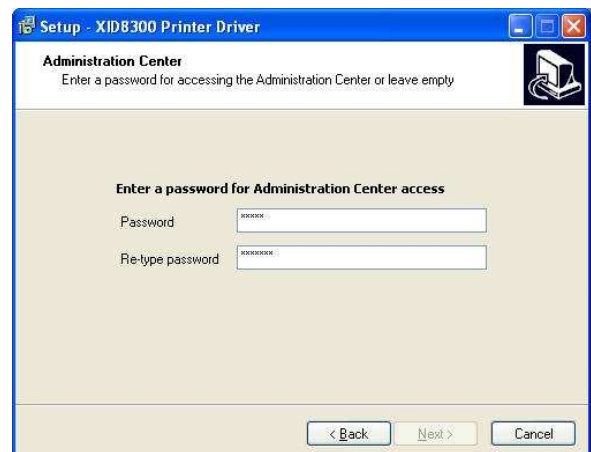 Setup - XID8300 Printer Driver
Administration Center
Enter a password for accessing the Administration Center or leave empty
Enter a password for Administration Center access
Password *****
Re-type password *******
< Back Next > Cancel